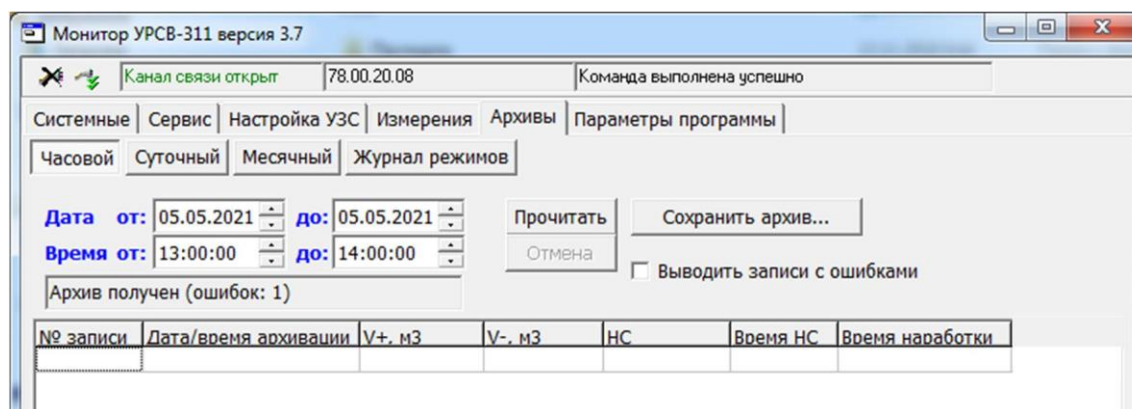 Монитор УРСВ-311 версия 3.7
Канал связи открыт 78.00.20.08 Команда выполнена успешно
Системные Сервис Настройка УЗС Измерения Архивы Параметры программы
Часовой Суточный Месячный Журнал режимов
Дата от: 05.05.2021 до: 05.05.2021 Прочитать Сохранить архив...
Время от: 13:00:00 до: 14:00:00 Отмена
Выводить записи с ошибками
Архив получен (ошибок: 1)
№ записи Дата/время архивации V+, м3 V-, м3 НС Время НС Время наработки